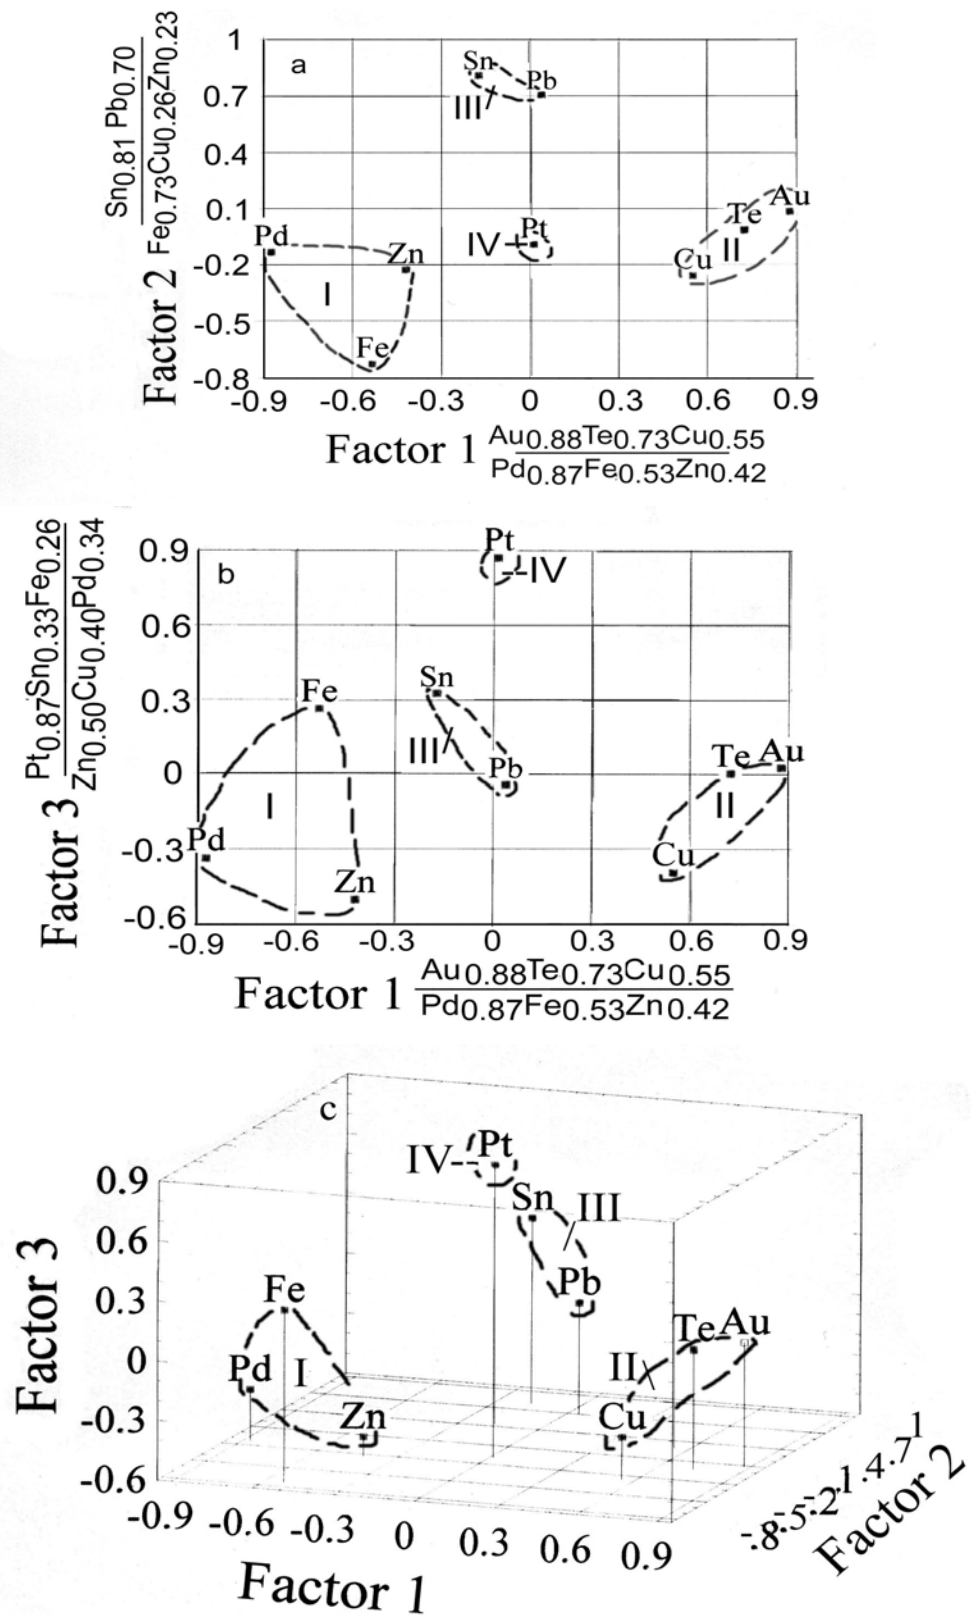 Sn0.81 Pb0.70
Fe0.73Cu0.26Zn0.23
Factor 2
1
0.7
0.4
0.1
-0.2
-0.5
-0.8
a
Sn
Pb
III
Pd
Zn
I
Fe
Pt
IV
Au
Te
II
Cu
-0.9 -0.6 -0.3 0 0.3 0.6 0.9
Factor 1 Au0.88Te0.73Cu0.55
Pd0.87Fe0.53Zn0.42
Pt0.87Sn0.33Fe0.26
Zn0.50Cu0.40Pd0.34
Factor 3
0.9
0.6
0.3
0
-0.3
-0.6
b
Pt
IV
Sn
Fe
III
Pb
I
Pd
Zn
Te Au
II
Cu
-0.9 -0.6 -0.3 0 0.3 0.6 0.9
Factor 1 Au0.88Te0.73Cu0.55
Pd0.87Fe0.53Zn0.42
c
Factor 3
0.9
0.6
0.3
0
-0.3
-0.6
IV Pt
Sn
III
Fe
Pb
Te Au
Pd
I
II
Zn
Cu
-0.9 -0.6 -0.3 0 0.3 0.6 0.9
Factor 1
-.8 -.5 -.2 .1 .4 .7 1
Factor 2